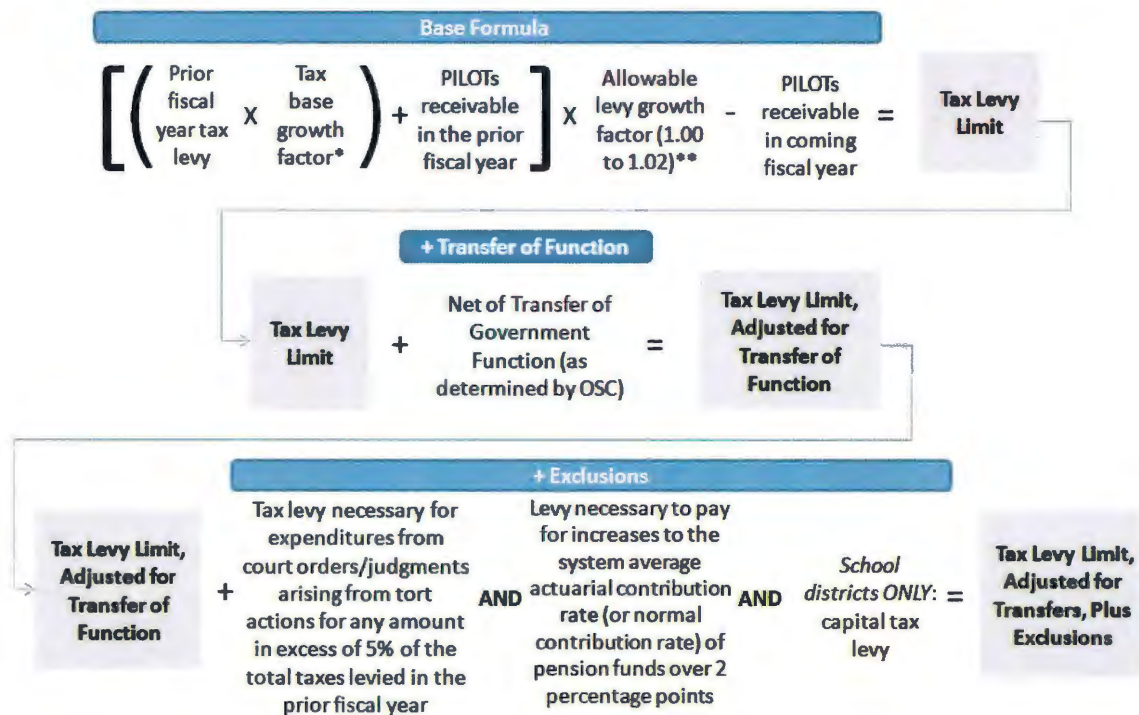 Base Formula
[ ( Prior fiscal year tax levy X Tax base growth factor* ) + PILOTs receivable in the prior fiscal year ] X Allowable levy growth factor (1.00 to 1.02)** - PILOTs receivable in coming fiscal year = Tax Levy Limit
+ Transfer of Function
Tax Levy
Limit
+
Net of Transfer of
Government
Function (as
determined by OSC)
=
Tax Levy Limit,
Adjusted for
Transfer of
Function
+ Exclusions
Tax Levy Limit,
Adjusted for
Transfer of
Function
+
Tax levy necessary for
expenditures from
court orders/judgments
arising from tort
actions for any amount
in excess of 5% of the
total taxes levied in the
prior fiscal year
AND
Levy necessary to pay
for increases to the
system average
actuarial contribution
rate (or normal
contribution rate) of
pension funds over 2
percentage points
AND
School
districts ONLY:
capital tax
levy
=
Tax Levy Limit,
Adjusted for
Transfers, Plus
Exclusions